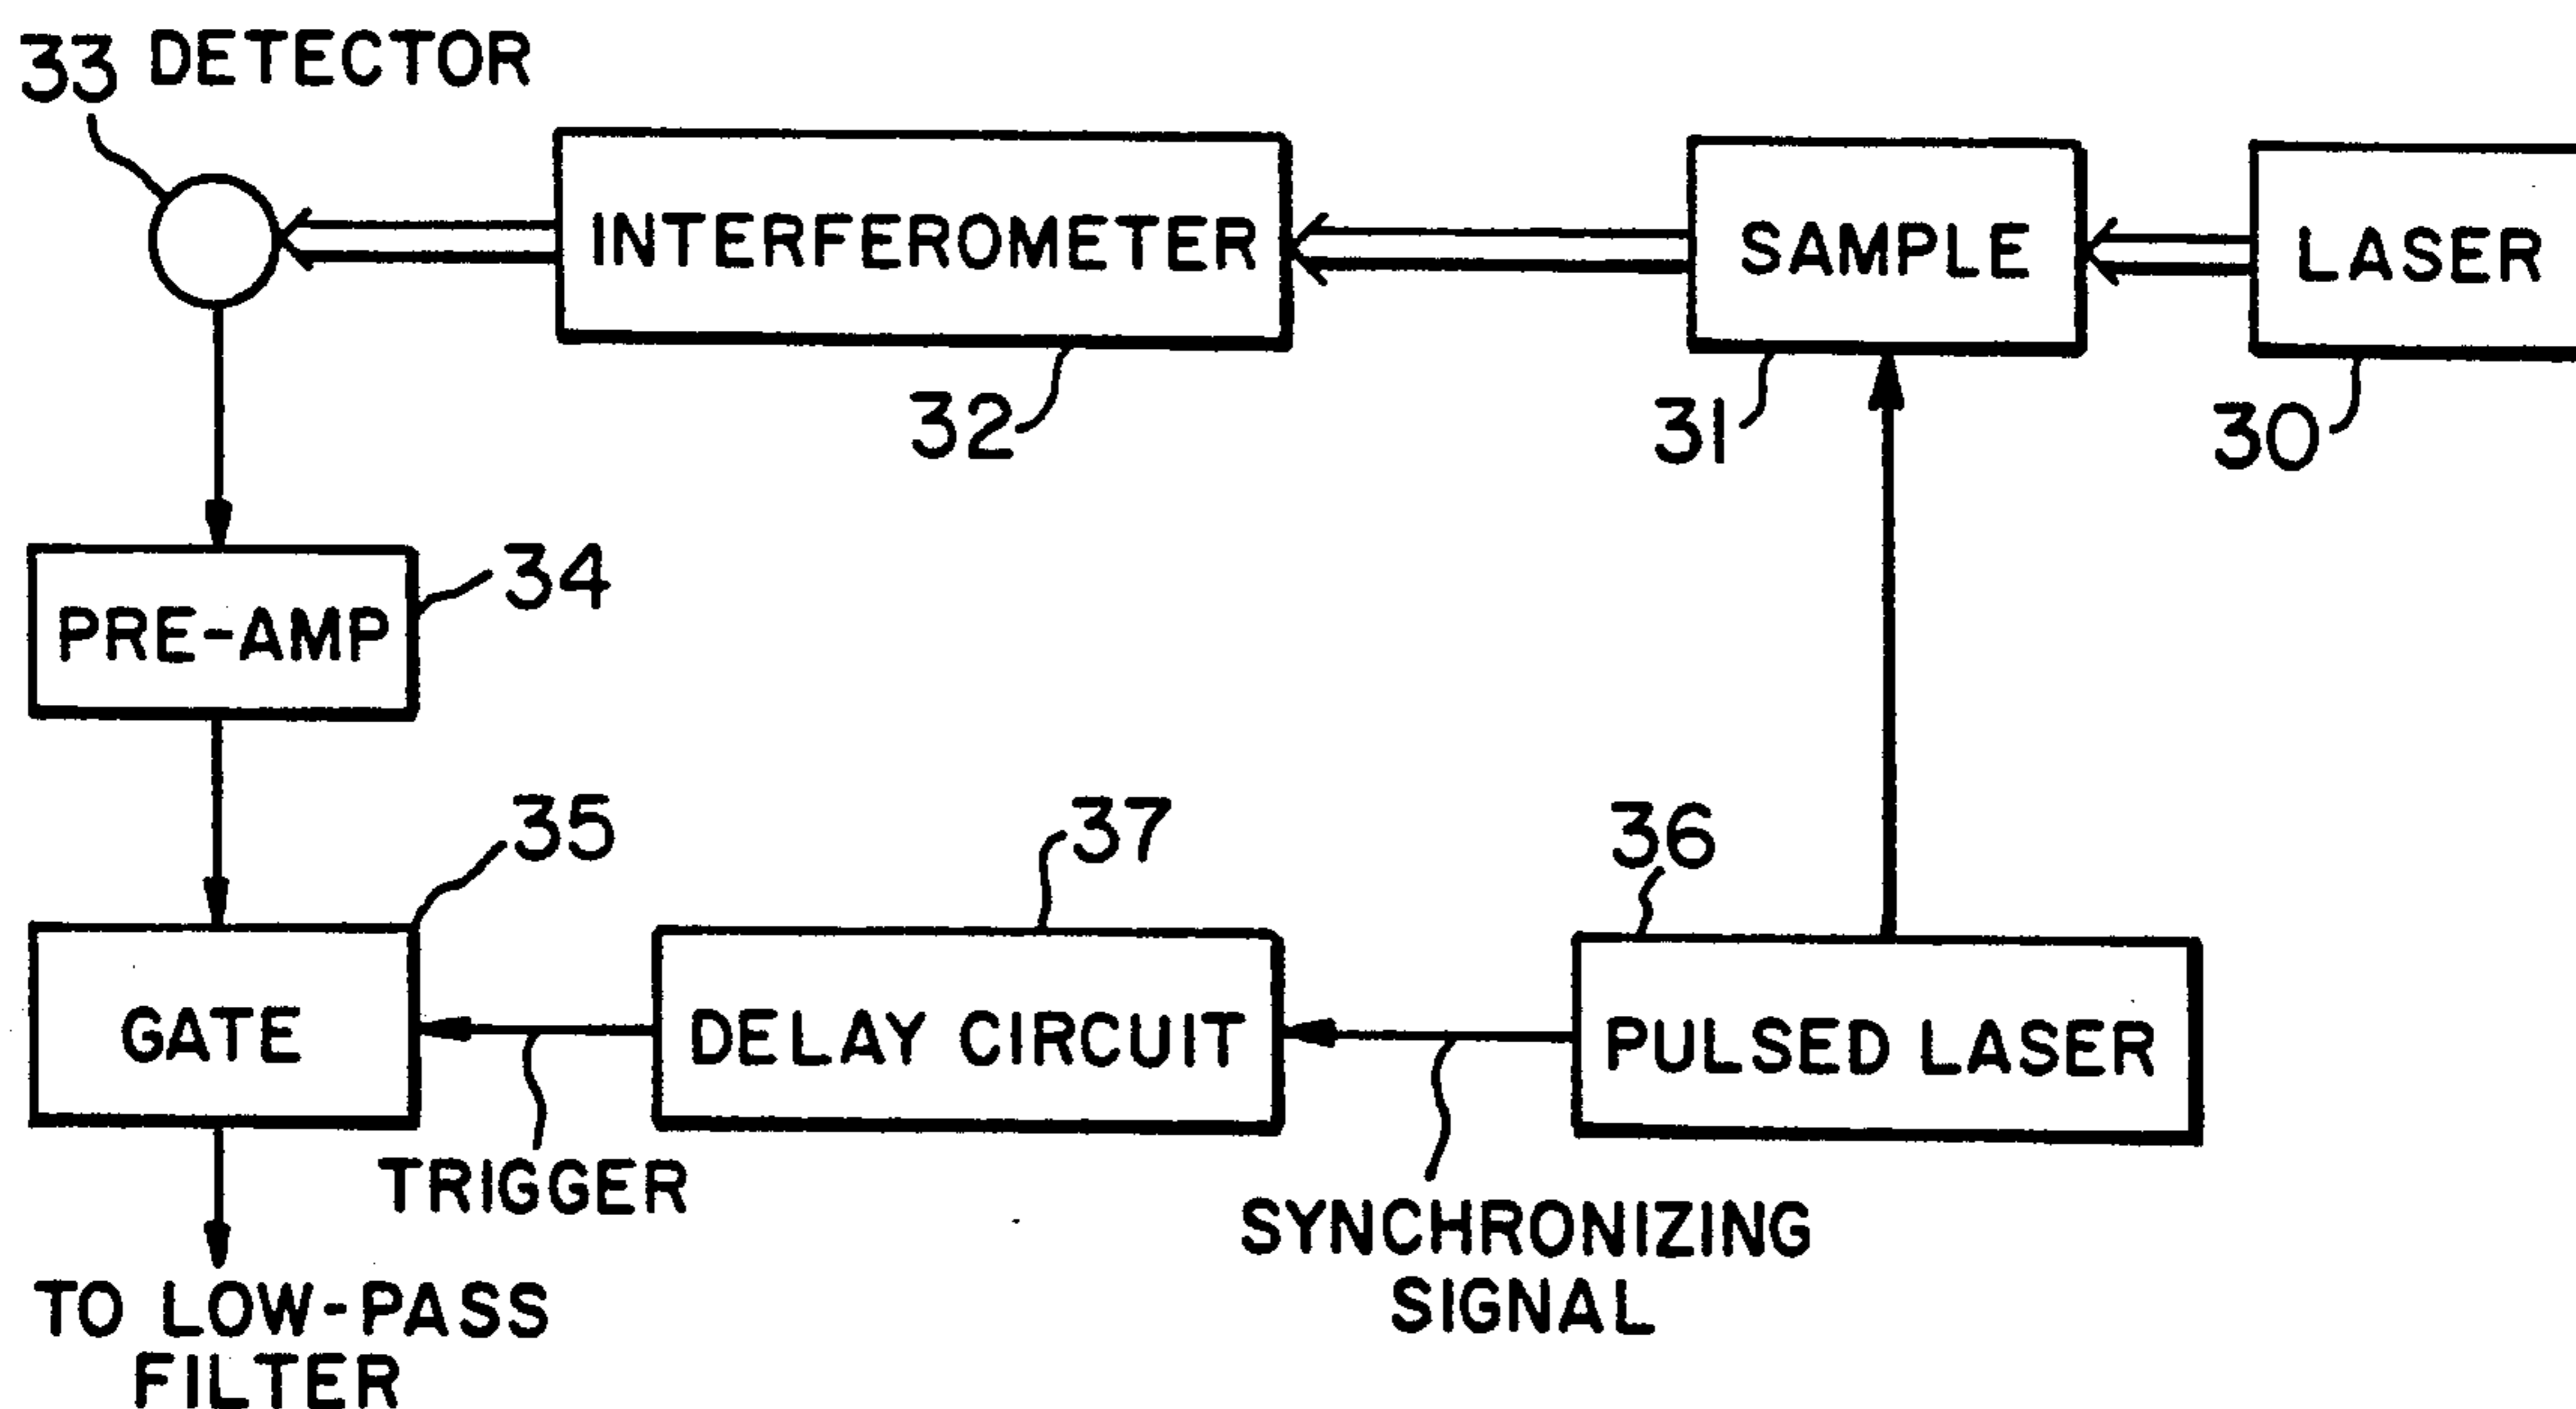 33 DETECTOR
INTERFEROMETER
SAMPLE
LASER
32
31
30
34
PRE-AMP
35
37
36
GATE
DELAY CIRCUIT
PULSED LASER
TRIGGER
SYNCHRONIZING
SIGNAL
TO LOW-PASS
FILTER